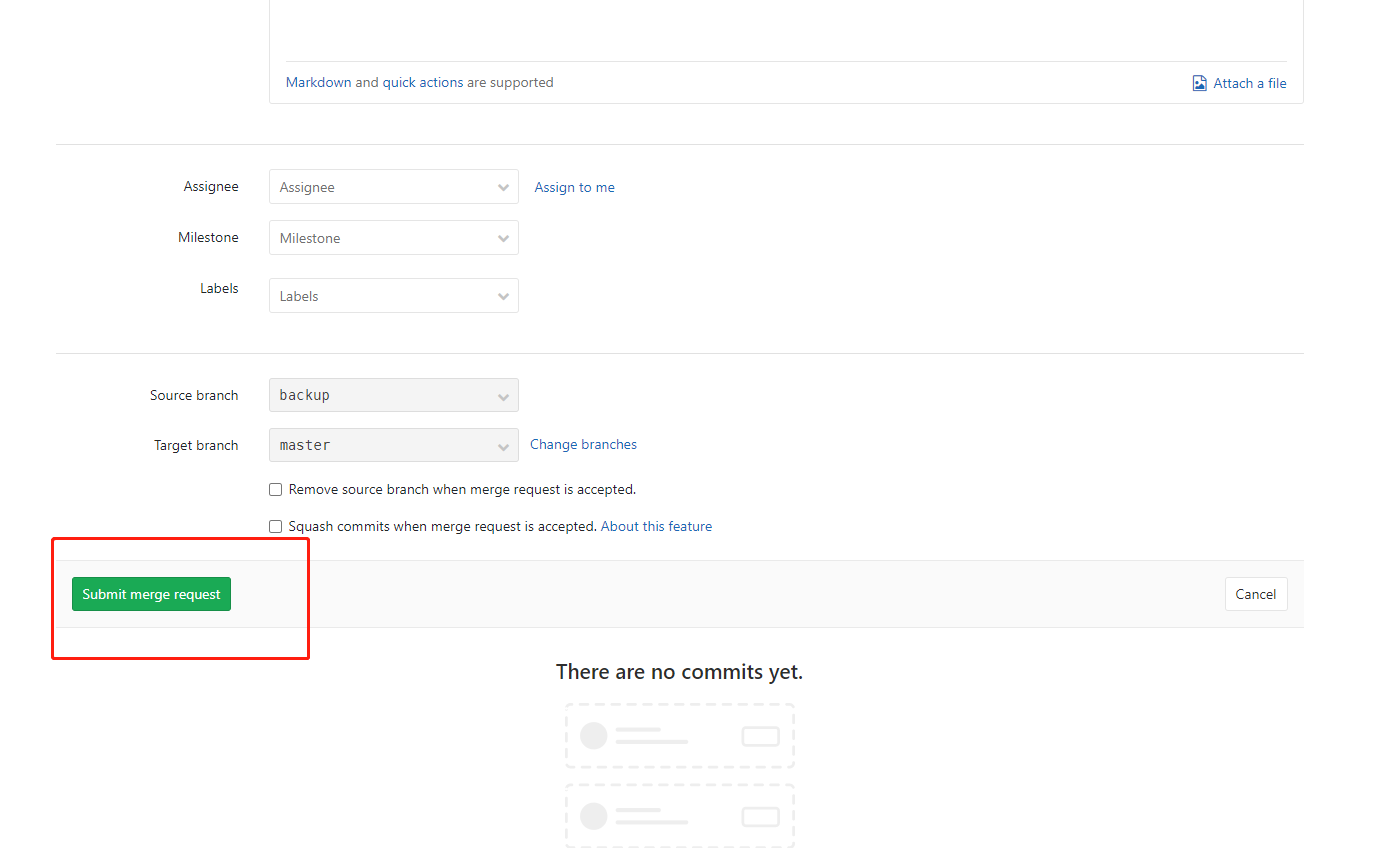 Markdown and quick actions are supported
Attach a file
Assignee
Assignee
Assign to me
Milestone
Milestone
Labels
Labels
Source branch
backup
Target branch
master
Change branches
Remove source branch when merge request is accepted.
Squash commits when merge request is accepted. About this feature
Submit merge request
Cancel
There are no commits yet.